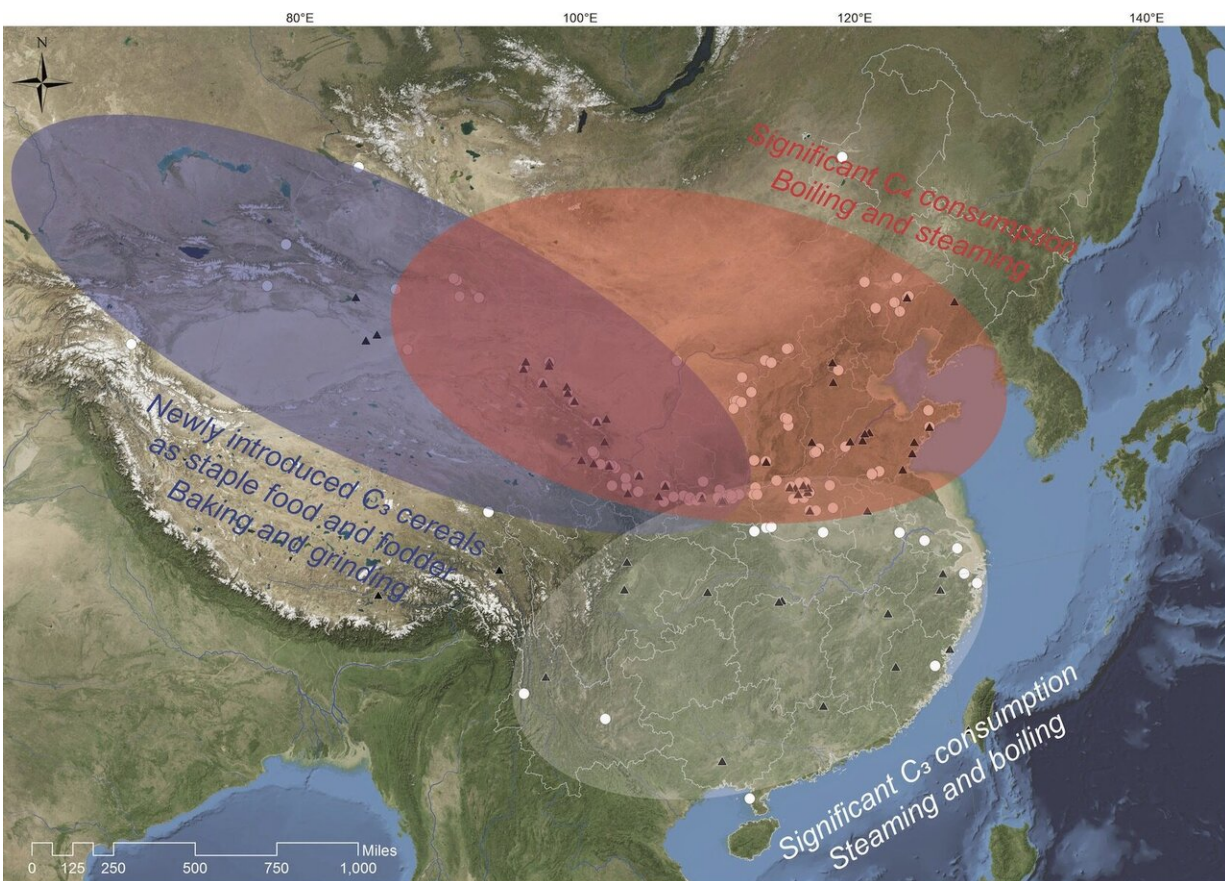 80°E 100°E 120°E 140°E
N
Significant C₄ consumption
Boiling and steaming
Newly introduced C₃ cereals
as staple food and fodder
Baking and grinding
Significant C₃ consumption
Steaming and boiling
Miles
0 125 250 500 750 1,000